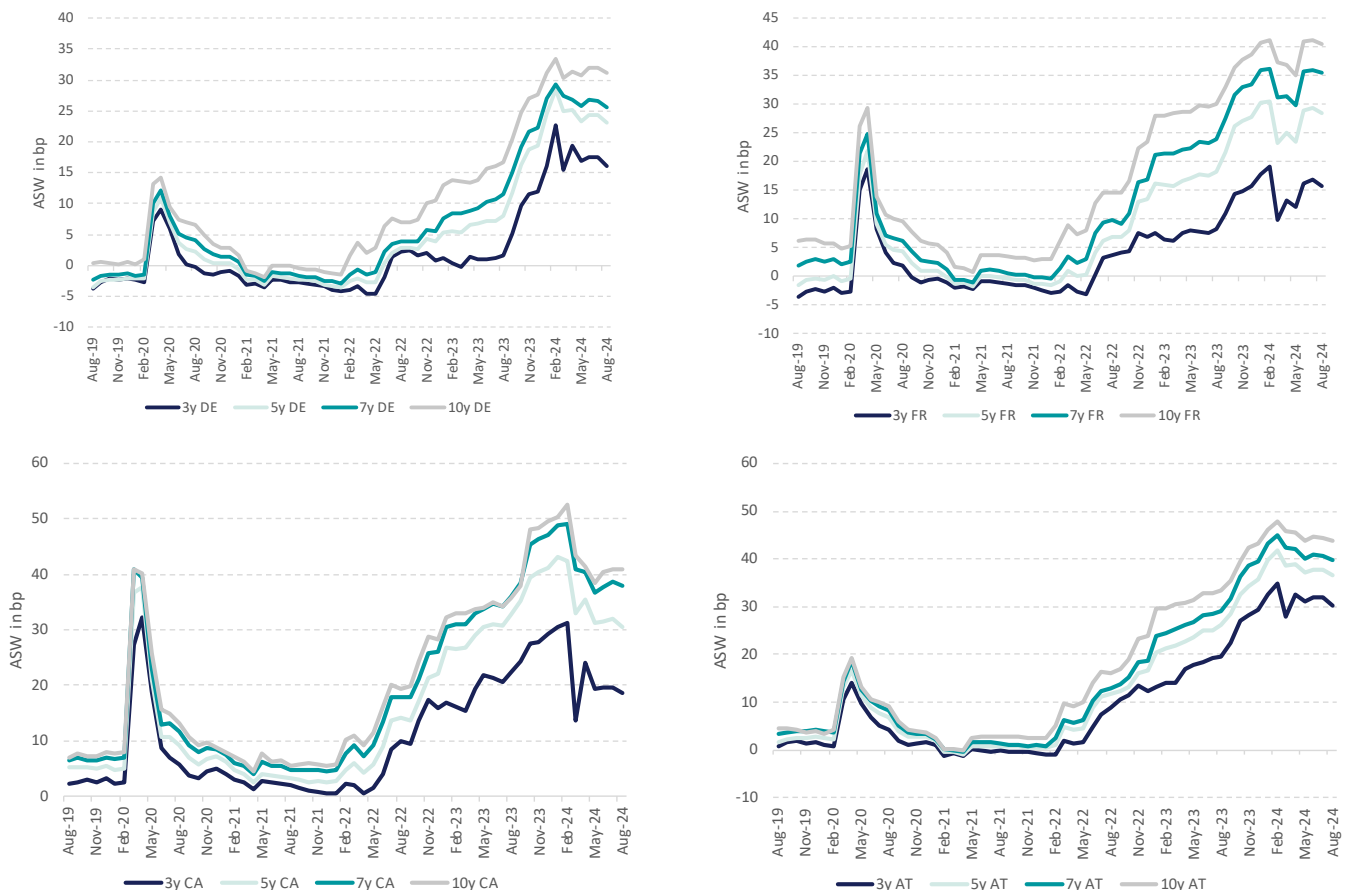 40
35
30
25
20
15
10
5
0
-5
-10
ASW in bp
Aug-19
Nov-19
Feb-20
May-20
Aug-20
Nov-20
Feb-21
May-21
Aug-21
Nov-21
Feb-22
May-22
Aug-22
Nov-22
Feb-23
May-23
Aug-23
Nov-23
Feb-24
May-24
Aug-24
3y DE 5y DE 7y DE 10y DE
45
40
35
30
25
20
15
10
5
0
-5
-10
ASW in bp
Aug-19
Nov-19
Feb-20
May-20
Aug-20
Nov-20
Feb-21
May-21
Aug-21
Nov-21
Feb-22
May-22
Aug-22
Nov-22
Feb-23
May-23
Aug-23
Nov-23
Feb-24
May-24
Aug-24
3y FR 5y FR 7y FR 10y FR
60
50
40
30
20
10
0
ASW in bp
Aug-19
Nov-19
Feb-20
May-20
Aug-20
Nov-20
Feb-21
May-21
Aug-21
Nov-21
Feb-22
May-22
Aug-22
Nov-22
Feb-23
May-23
Aug-23
Nov-23
Feb-24
May-24
Aug-24
3y CA 5y CA 7y CA 10y CA
60
50
40
30
20
10
0
-10
ASW in bp
Aug-19
Nov-19
Feb-20
May-20
Aug-20
Nov-20
Feb-21
May-21
Aug-21
Nov-21
Feb-22
May-22
Aug-22
Nov-22
Feb-23
May-23
Aug-23
Nov-23
Feb-24
May-24
Aug-24
3y AT 5y AT 7y AT 10y AT